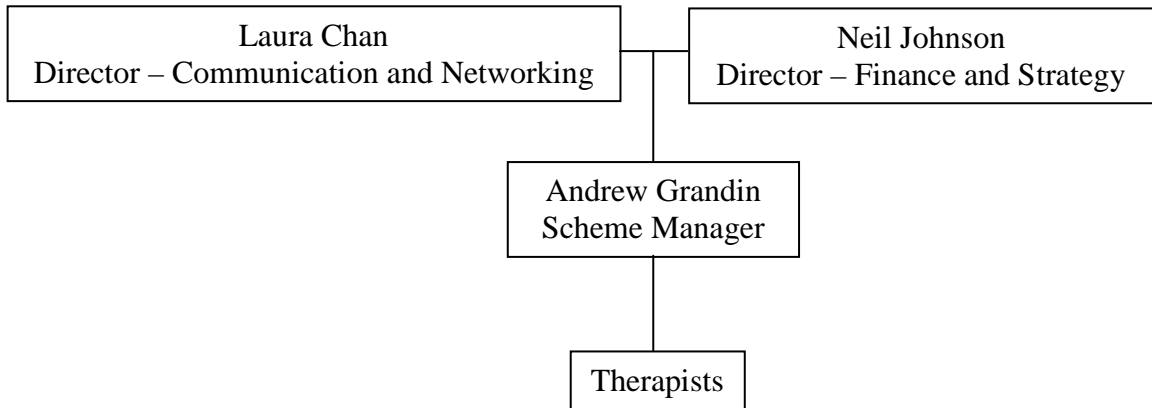 Laura Chan
Director – Communication and Networking
Neil Johnson
Director – Finance and Strategy
Andrew Grandin
Scheme Manager
Therapists